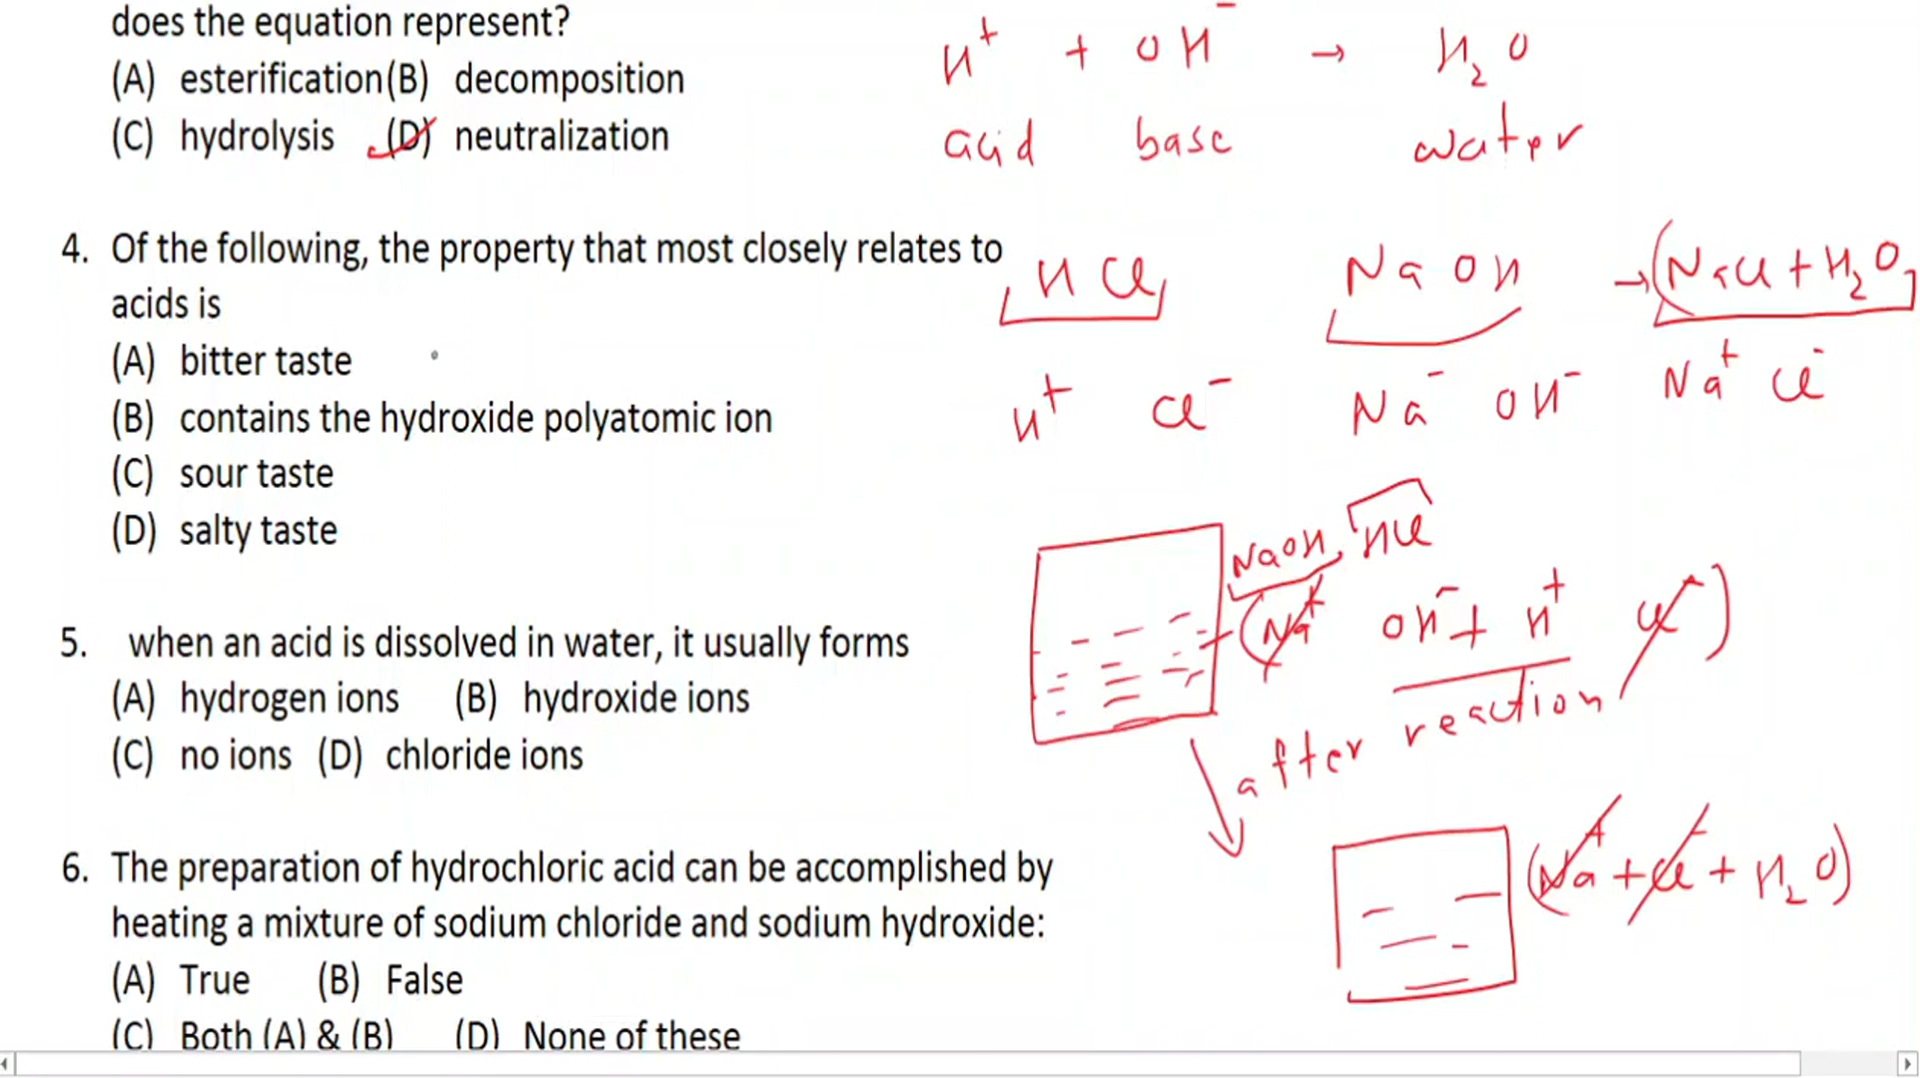 does the equation represent?
(A) esterification(B) decomposition
(C) hydrolysis (D) neutralization
H⁺ + OH⁻ → H₂O
acid base water
4. Of the following, the property that most closely relates to
acids is
(A) bitter taste
(B) contains the hydroxide polyatomic ion
(C) sour taste
(D) salty taste
HCl NaOH → (NaCl + H₂O
H⁺ Cl⁻ Na⁻ OH⁻ Na⁺ Cl⁻
NaOH, HCl
(Na⁺ OH⁻ + H⁺ Cl⁻)
after reaction
(Na⁺ + Cl⁻ + H₂O)
5. when an acid is dissolved in water, it usually forms
(A) hydrogen ions (B) hydroxide ions
(C) no ions (D) chloride ions
6. The preparation of hydrochloric acid can be accomplished by
heating a mixture of sodium chloride and sodium hydroxide:
(A) True (B) False
(C) Both (A) & (B) (D) None of these